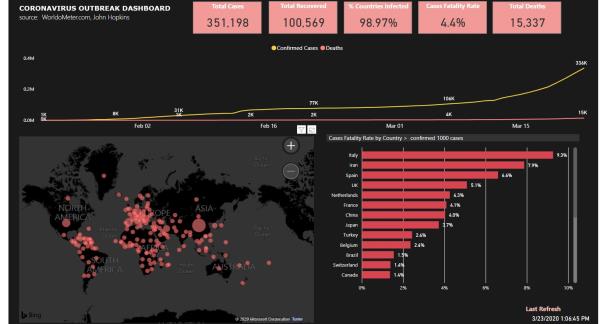 CORONAVIRUS OUTBREAK DASHBOARD
source: WorldoMeter.com, John Hopkins
Total Cases
351,198
Total Recovered
100,569
% Countries Infected
98.97%
Cases Fatality Rate
4.4%
Total Deaths
15,337
Confirmed Cases Deaths
0.4M
0.2M
0.0M
1K
0K
8K
31K
1K
2K
77K
2K
106K
4K
336K
15K
Feb 02
Feb 16
Mar 01
Mar 15
Cases Fatality Rate by Country > confirmed 1000 cases
Italy 9.3%
Iran 7.9%
Spain 6.6%
UK 5.1%
Netherlands 4.3%
France 4.1%
China 4.0%
Japan 3.7%
Turkey 2.4%
Belgium 2.4%
Brazil 1.5%
Switzerland 1.4%
Canada 1.4%
0% 2% 4% 6% 8% 10%
NORTH AMERICA
EUROPE
ASIA
AFRICA
SOUTH AMERICA
AUSTRALIA
Bing
© 2020 Microsoft Corporation Terms
Last Refresh
3/23/2020 1:06:45 PM